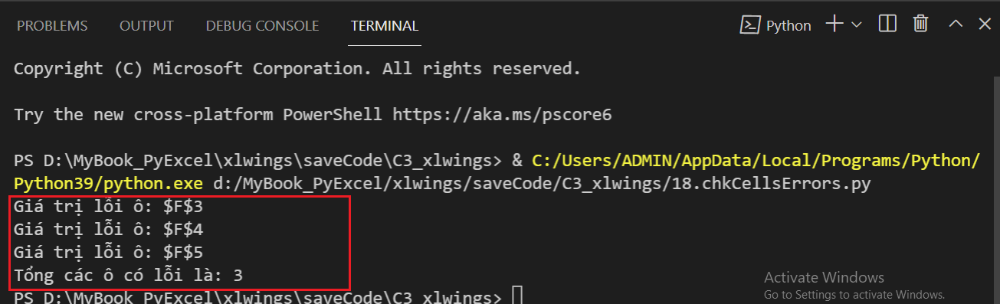 PROBLEMS OUTPUT DEBUG CONSOLE TERMINAL Python
Copyright (C) Microsoft Corporation. All rights reserved.
Try the new cross-platform PowerShell https://aka.ms/pscore6
PS D:\MyBook_PyExcel\xlwings\saveCode\C3_xlwings> & C:/Users/ADMIN/AppData/Local/Programs/Python/
Python39/python.exe d:/MyBook_PyExcel/xlwings/saveCode/C3_xlwings/18.chkCellsErrors.py
Giá trị lỗi ô: $F$3
Giá trị lỗi ô: $F$4
Giá trị lỗi ô: $F$5
Tổng các ô có lỗi là: 3
PS D:\MyBook_PyExcel\xlwings\saveCode\C3_xlwings>
Activate Windows
Go to Settings to activate Windows.